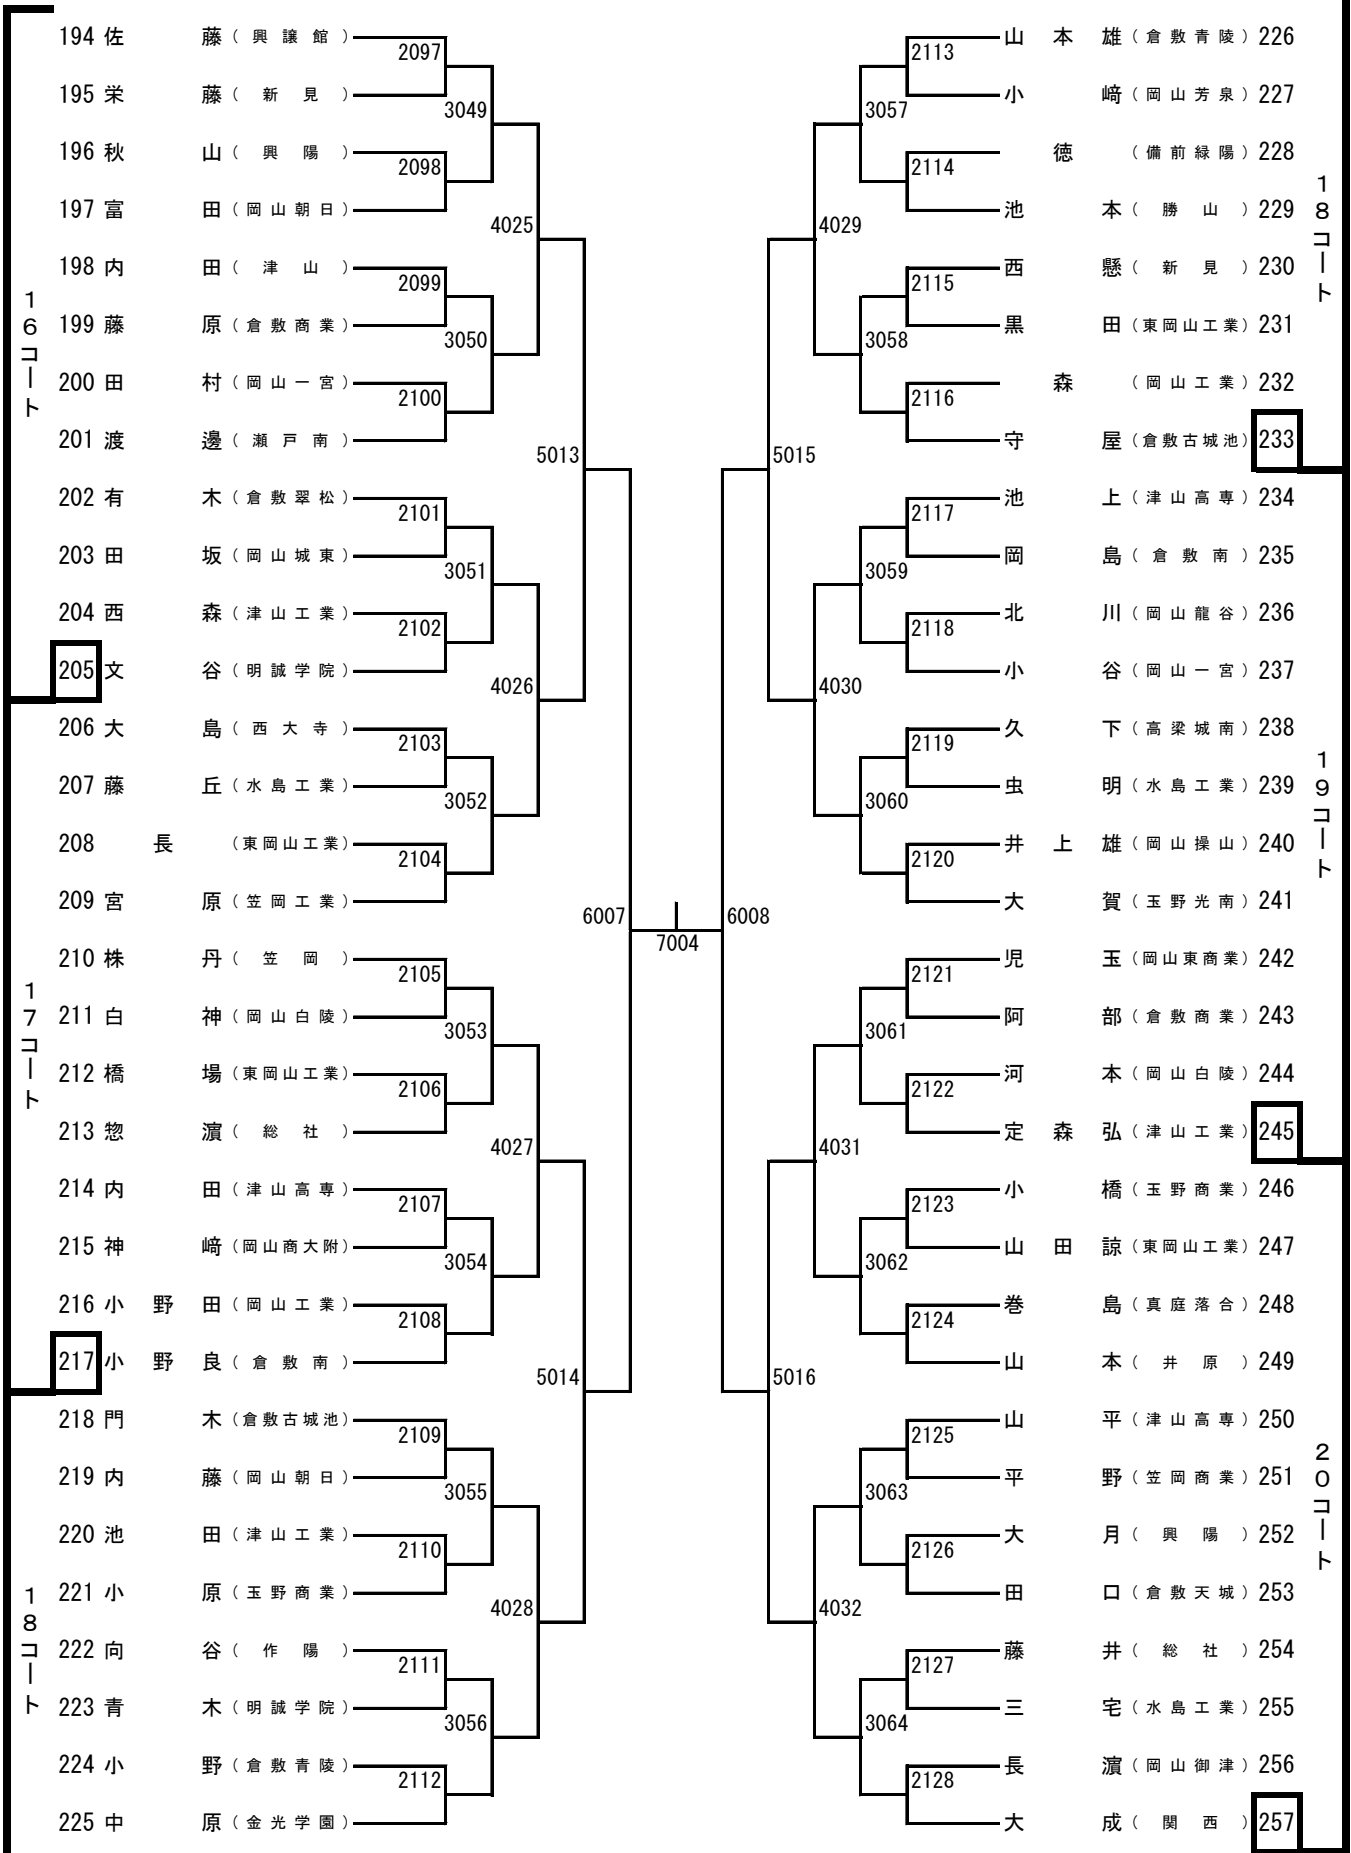 194 佐藤 (興譲館)
195 栄藤 (新見)
196 秋山 (興陽)
197 富田 (岡山朝日)
198 内田 (津山)
199 藤原 (倉敷商業)
200 田村 (岡山一宮)
201 渡邊 (瀬戸南)
202 有木 (倉敷翠松)
203 田坂 (岡山城東)
204 西森 (津山工業)
205 文谷 (明誠学院)
206 大島 (西大寺)
207 藤丘 (水島工業)
208 長 (東岡山工業)
209 宮原 (笠岡工業)
210 株丹 (笠岡)
211 白神 (岡山白陵)
212 橋場 (東岡山工業)
213 惣濵 (総社)
214 内田 (津山高専)
215 神﨑 (岡山商大附)
216 小野田 (岡山工業)
217 小野良 (倉敷南)
218 門木 (倉敷古城池)
219 内藤 (岡山朝日)
220 池田 (津山工業)
221 小原 (玉野商業)
222 向谷 (作陽)
223 青木 (明誠学院)
224 小野 (倉敷青陵)
225 中原 (金光学園)
16コート
17コート
18コート
2097
2098
2099
2100
2101
2102
2103
2104
2105
2106
2107
2108
2109
2110
2111
2112
3049
3050
3051
3052
3053
3054
3055
3056
4025
4026
4027
4028
5013
5014
6007
7004
6008
5015
5016
4029
4030
4031
4032
3057
3058
3059
3060
3061
3062
3063
3064
2113
2114
2115
2116
2117
2118
2119
2120
2121
2122
2123
2124
2125
2126
2127
2128
山本雄 (倉敷青陵) 226
小﨑 (岡山芳泉) 227
徳 (備前緑陽) 228
池本 (勝山) 229
西懸 (新見) 230
黒田 (東岡山工業) 231
森 (岡山工業) 232
守屋 (倉敷古城池) 233
池上 (津山高専) 234
岡島 (倉敷南) 235
北川 (岡山龍谷) 236
小谷 (岡山一宮) 237
久下 (高梁城南) 238
虫明 (水島工業) 239
井上雄 (岡山操山) 240
大賀 (玉野光南) 241
児玉 (岡山東商業) 242
阿部 (倉敷商業) 243
河本 (岡山白陵) 244
定森弘 (津山工業) 245
小橋 (玉野商業) 246
山田諒 (東岡山工業) 247
巻島 (真庭落合) 248
山本 (井原) 249
山平 (津山高専) 250
平野 (笠岡商業) 251
大月 (興陽) 252
田口 (倉敷天城) 253
藤井 (総社) 254
三宅 (水島工業) 255
長濵 (岡山御津) 256
大成 (関西) 257
18コート
19コート
20コート